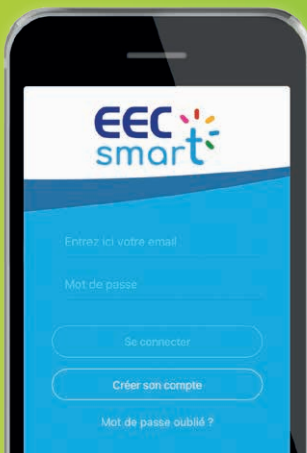 EEC
smart
Entrez ici votre email
Mot de passe
Se connecter
Créer son compte
Mot de passe oublié ?